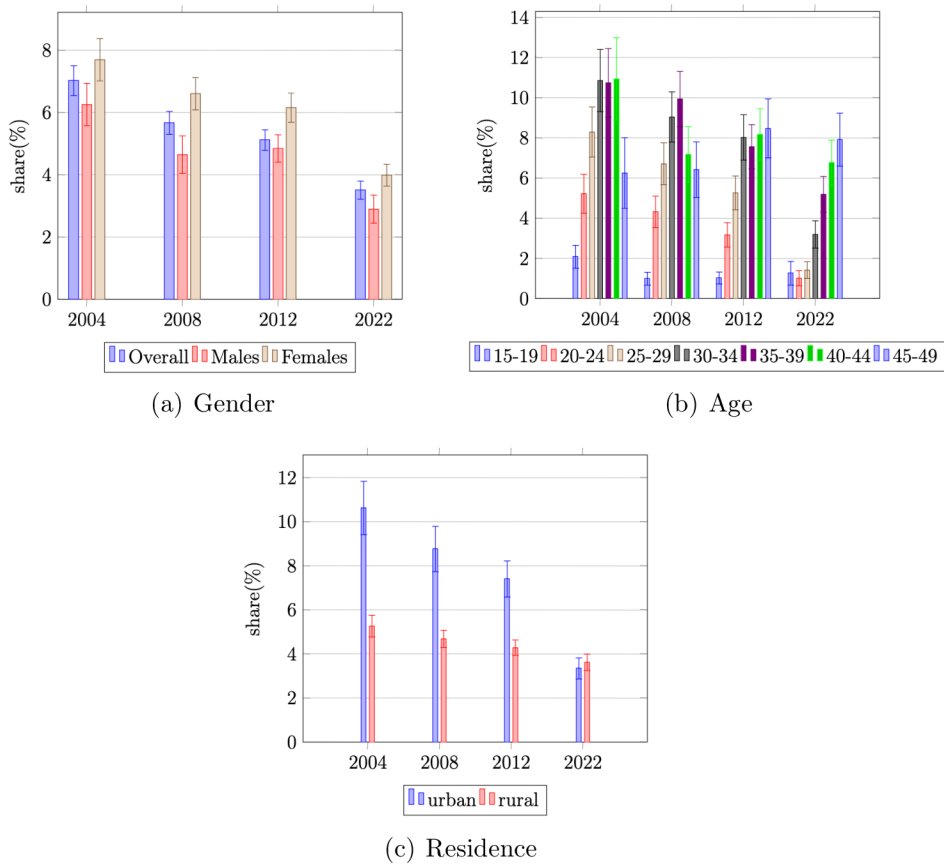 share(%)
8
6
4
2
0
2004 2008 2012 2022
Overall Males Females
(a) Gender
share(%)
14
12
10
8
6
4
2
0
2004 2008 2012 2022
15-19 20-24 25-29 30-34 35-39 40-44 45-49
(b) Age
share(%)
12
10
8
6
4
2
0
2004 2008 2012 2022
urban rural
(c) Residence